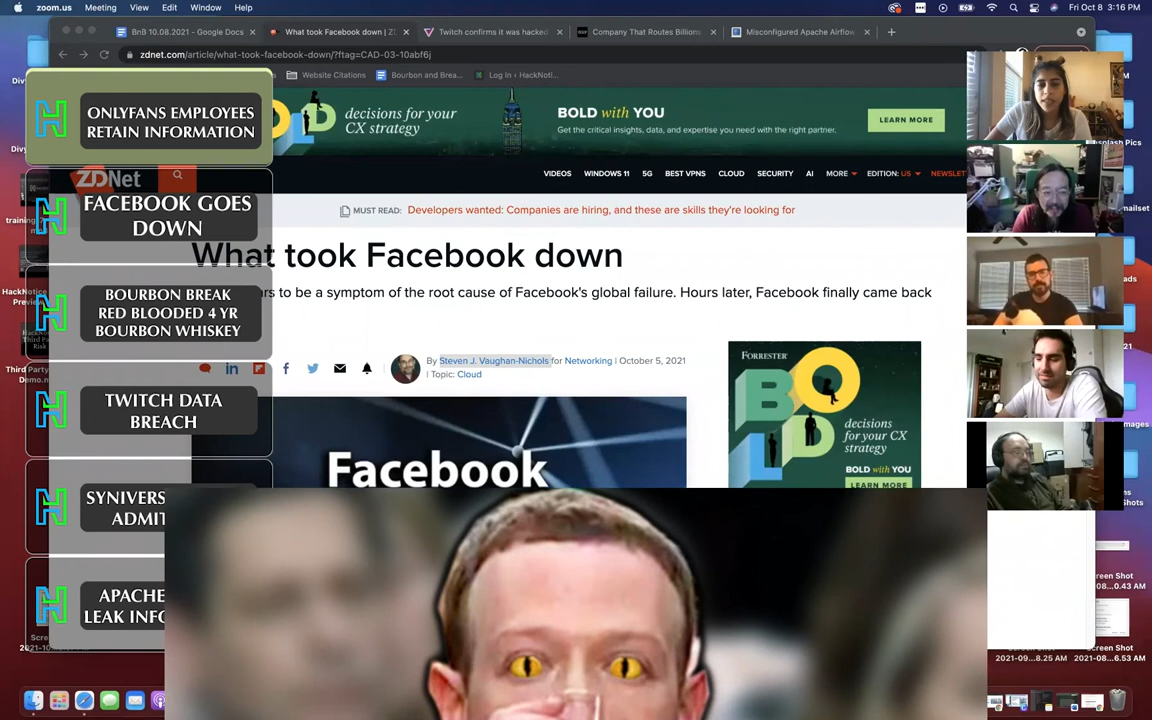 zoom.us Meeting View Edit Window Help
Fri Oct 8 3:16 PM
BnB 10.08.2021 - Google Docs
What took Facebook down | Z
Twitch confirms it was hacked
Company That Routes Billions
Misconfigured Apache Airflow
zdnet.com/article/what-took-facebook-down/?ftag=CAD-03-10abf6j
Website Citations
Bourbon and Brea...
Log In ‹ HackNoti...
ONLYFANS EMPLOYEES
RETAIN INFORMATION
FACEBOOK GOES
DOWN
BOURBON BREAK
RED BLOODED 4 YR
BOURBON WHISKEY
TWITCH DATA
BREACH
SYNIVERS
ADMIT
APACHE
LEAK INFO
decisions for your
CX strategy
BOLD with YOU
Get the critical insights, data, and expertise you need with the right partner.
LEARN MORE
ZDNet
VIDEOS WINDOWS 11 5G BEST VPNS CLOUD SECURITY AI MORE EDITION: US NEWSLET
MUST READ: Developers wanted: Companies are hiring, and these are skills they're looking for
What took Facebook down
rs to be a symptom of the root cause of Facebook's global failure. Hours later, Facebook finally came back
By Steven J. Vaughan-Nichols for Networking | October 5, 2021
| Topic: Cloud
Facebook
FORRESTER
BOLD
decisions
for your CX
strategy
BOLD with YOU
LEARN MORE
2021-09...8.25 AM
2021-08...6.53 AM